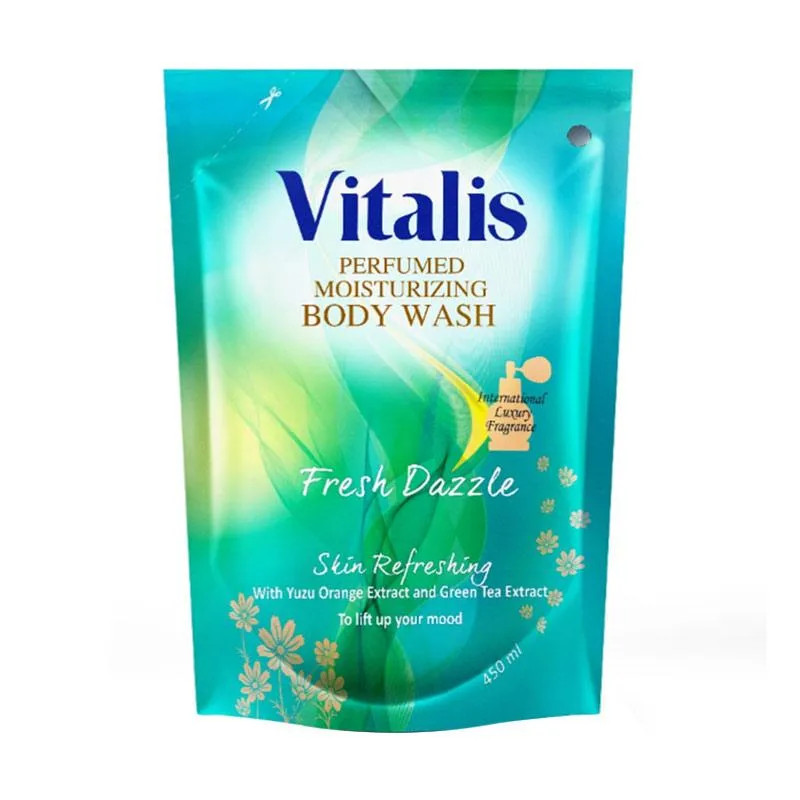 Vitalis
PERFUMED
MOISTURIZING
BODY WASH
International
Luxury
Fragrance
Fresh Dazzle
Skin Refreshing
With Yuzu Orange Extract and Green Tea Extract
To lift up your mood
450 ml